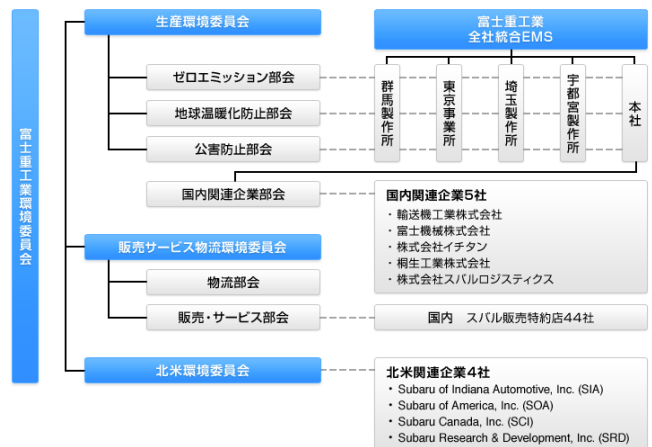 富士重工業環境委員会
生産環境委員会
富士重工業
全社統合EMS
ゼロエミッション部会
地球温暖化防止部会
公害防止部会
群馬製作所
東京事業所
埼玉製作所
宇都宮製作所
本社
国内関連企業部会
国内関連企業5社
・輸送機工業株式会社
・富士機械株式会社
・株式会社イチタン
・桐生工業株式会社
・株式会社スバルロジスティクス
販売サービス物流環境委員会
物流部会
販売・サービス部会
国内　スバル販売特約店44社
北米環境委員会
北米関連企業4社
・Subaru of Indiana Automotive, Inc. (SIA)
・Subaru of America, Inc. (SOA)
・Subaru Canada, Inc. (SCI)
・Subaru Research & Development, Inc. (SRD)